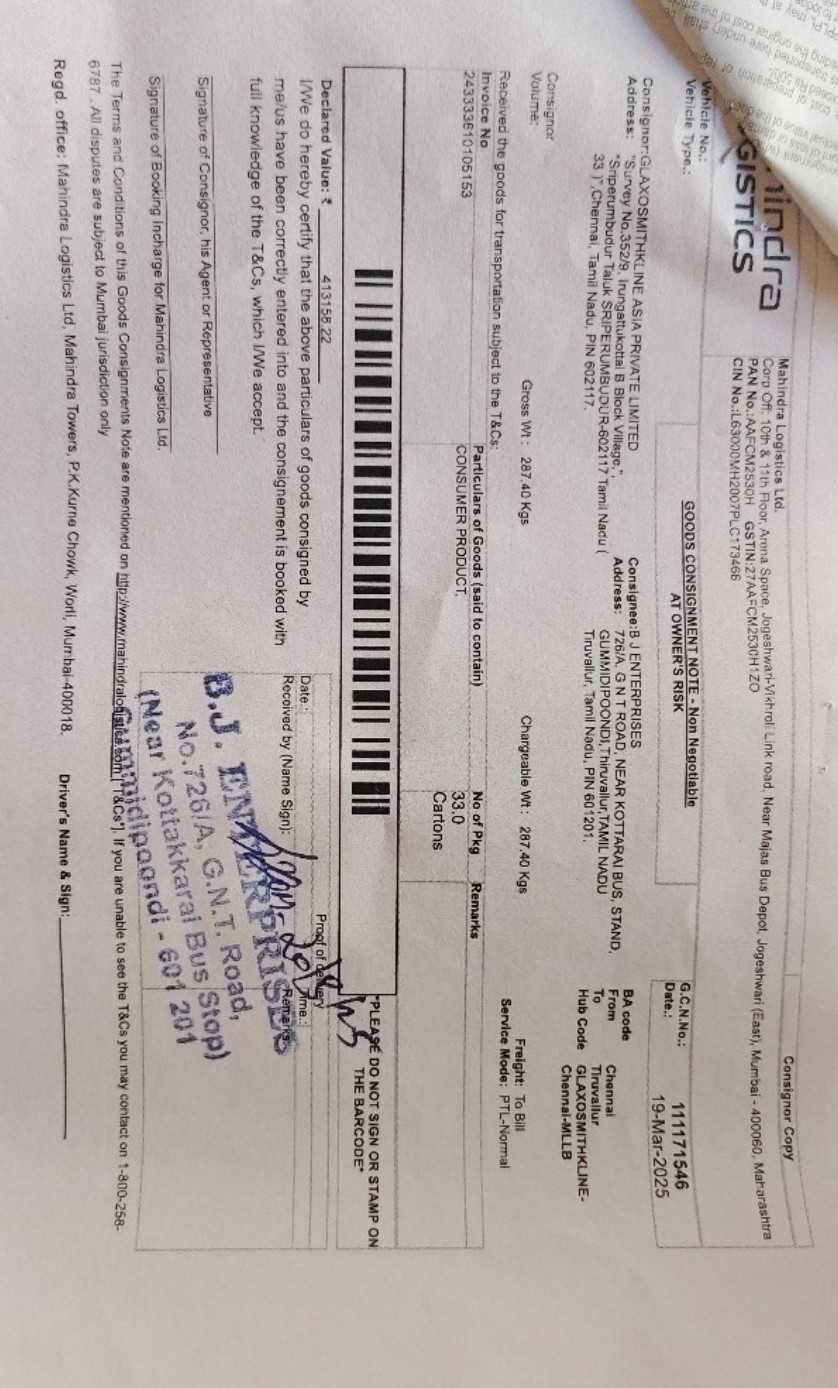 Consignor Copy
GISTICS
Mahindra Logistics Ltd.
Corp Off: 10th & 11th Floor, Arena Space, Jogeshwari-Vikhroli Link road, Near Majas Bus Depot, Jogeshwari (East), Mumbai - 400060, Maharashtra
PAN No.:AAFCM2530H GSTIN:27AAFCM2530H1ZO
CIN No.:L63000MH2007PLC173466
Vehicle No.:
Vehicle Type.:
GOODS CONSIGNMENT NOTE - Non Negotiable
AT OWNER'S RISK
G.C.N.No.: 111171546
Date.: 19-Mar-2025
Consignor:GLAXOSMITHKLINE ASIA PRIVATE LIMITED
Address: "Survey No.352/9, Irungattukottai B Block Village,",
"Sriperumbudur Taluk SRIPERUMBUDUR-602117 Tamil Nadu (
33 )",Chennai, Tamil Nadu, PIN 602117.
Consignee:B J ENTERPRISES
Address: 726/A, G N T ROAD, NEAR KOTTARAI BUS, STAND,
GUMMIDIPOONDI,Thiruvallur,TAMIL NADU
Tiruvallur, Tamil Nadu, PIN 601201.
BA code
From Chennai
To Tiruvallur
Hub Code GLAXOSMITHKLINE-
Chennai-MLLB
Consignor
Volume:
Gross Wt : 287.40 Kgs
Chargeable Wt : 287.40 Kgs
Freight: To Bill
Service Mode: PTL-Normal
Received the goods for transportation subject to the T&Cs:
Invoice No Particulars of Goods (said to contain) No of Pkg Remarks
24333610105153 CONSUMER PRODUCT, 33.0
Cartons
"PLEASE DO NOT SIGN OR STAMP ON
THE BARCODE"
Declared Value: ₹ 413158.22
I/We do hereby certify that the above particulars of goods consigned by
me/us have been correctly entered into and the consignement is booked with
full knowledge of the T&Cs, which I/We accept.
Proof of delivery
Date :
Time.:
Received by (Name Sign):
Remarks
B.J. ENTERPRISES
No.726/A, G.N.T. Road,
(Near Kottakkarai Bus Stop)
Gummidipoondi - 601 201
Signature of Consignor, his Agent or Representative
Signature of Booking Incharge for Mahindra Logistics Ltd.
The Terms and Conditions of this Goods Consignments Note are mentioned on http://www.mahindralogistics.com ["T&Cs"]. If you are unable to see the T&Cs you may contact on 1-800-258-
6787 . All disputes are subject to Mumbai jurisdiction only
Regd. office: Mahindra Logistics Ltd, Mahindra Towers, P.K.Kurne Chowk, Worli, Mumbai-400018. Driver's Name & Sign: